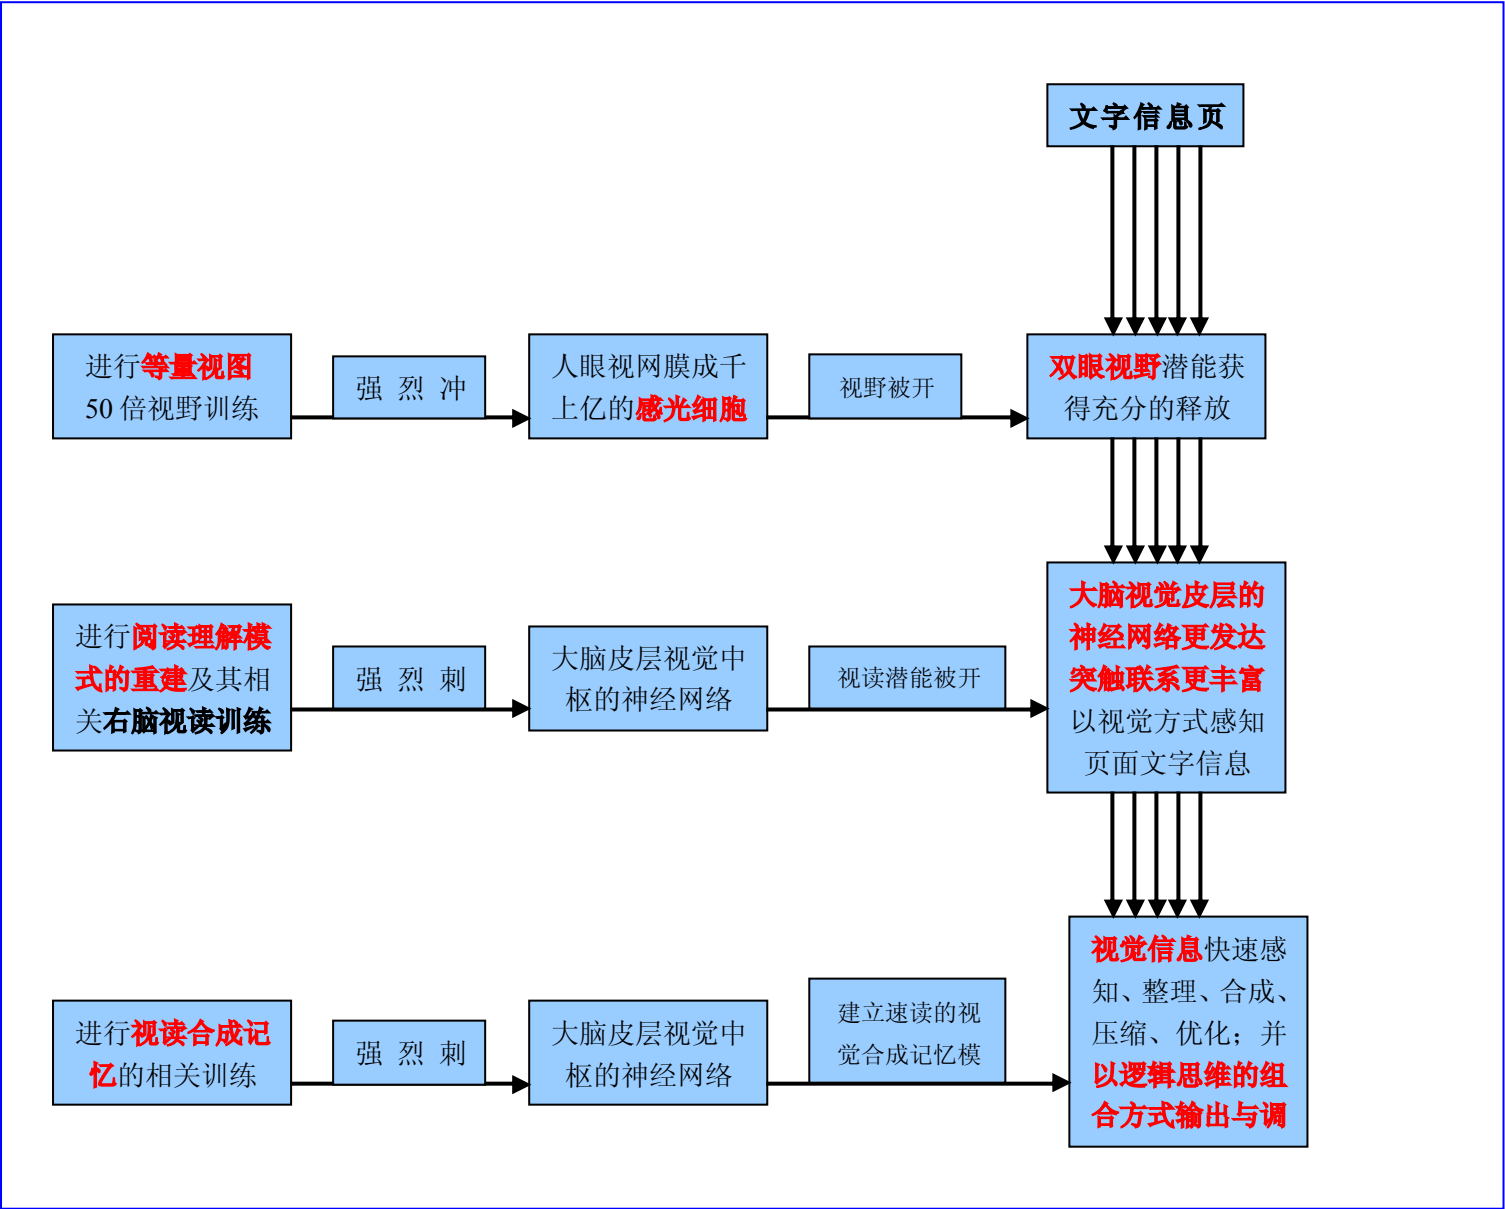 文字信息页
进行等量视图
50 倍视野训练
强 烈 冲
人眼视网膜成千
上亿的感光细胞
视野被开
双眼视野潜能获
得充分的释放
进行阅读理解模
式的重建及其相
关右脑视读训练
强 烈 刺
大脑皮层视觉中
枢的神经网络
视读潜能被开
大脑视觉皮层的
神经网络更发达
突触联系更丰富
以视觉方式感知
页面文字信息
进行视读合成记
忆的相关训练
强 烈 刺
大脑皮层视觉中
枢的神经网络
建立速读的视
觉合成记忆模
视觉信息快速感
知、整理、合成、
压缩、优化；并
以逻辑思维的组
合方式输出与调